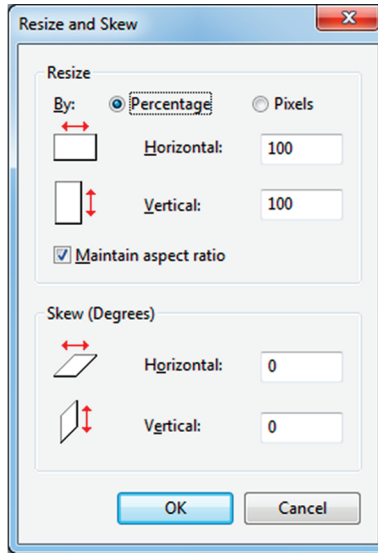 Resize and Skew
Resize
By: Percentage Pixels
Horizontal: 100
Vertical: 100
Maintain aspect ratio
Skew (Degrees)
Horizontal: 0
Vertical: 0
OK Cancel